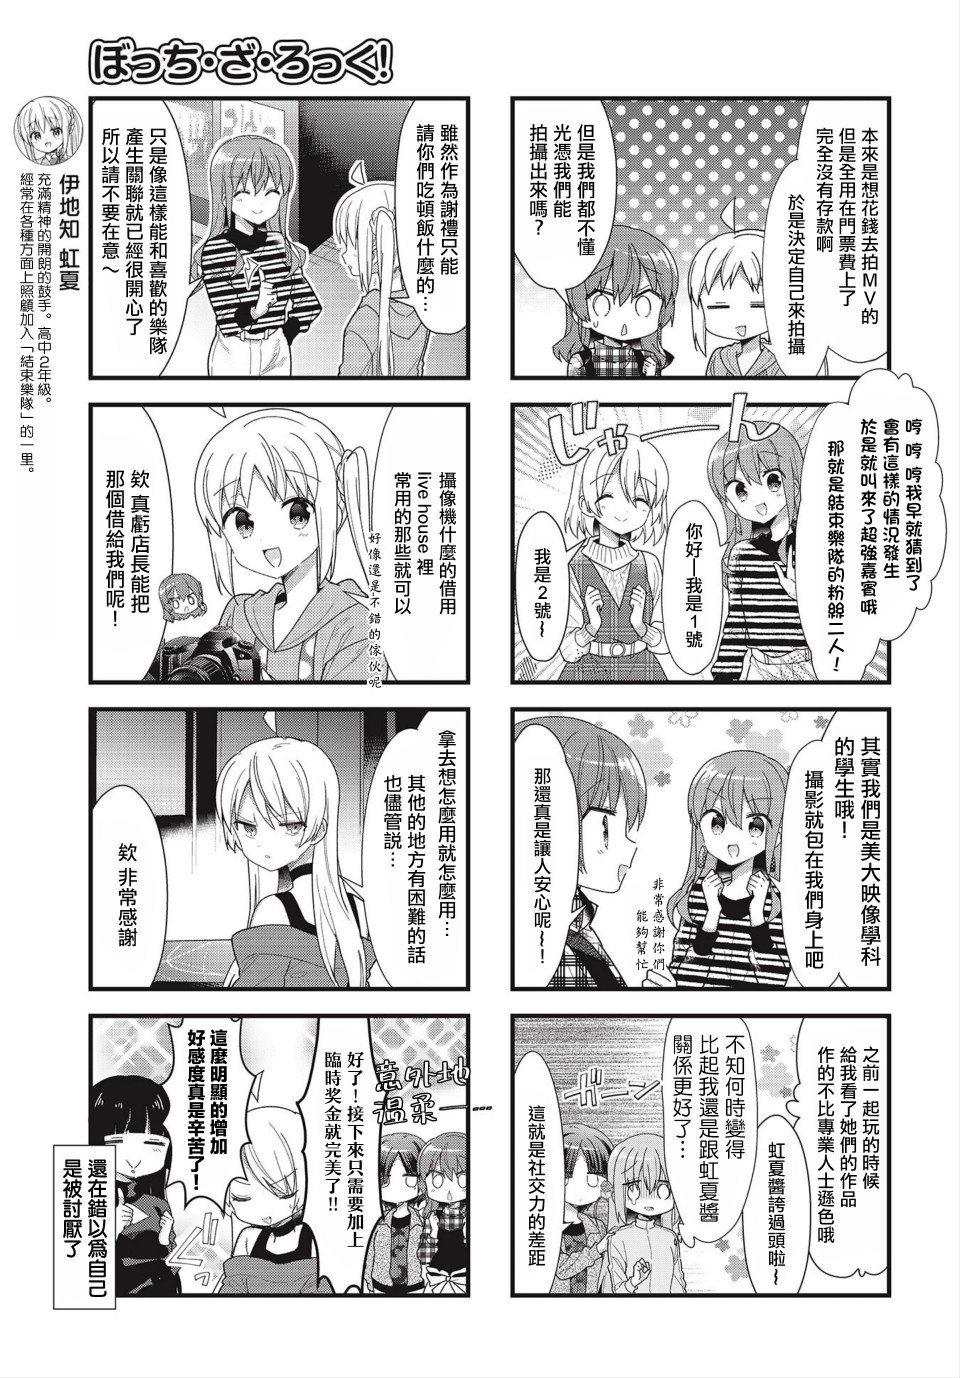 ぼっち・ざ・ろっく!
本來是想花錢去拍MV的
但是全用在門票費上了
完全沒有存款啊
於是決定自己來拍攝
但是我們都不懂
光憑我們能
拍攝出來嗎?
哼 哼 哼我早就猜到了
會有這樣的情況發生
於是就叫來了超強嘉賓哦
那就是結束樂隊的粉絲二人!
じゃーん
你好—我是1號
我是2號~
其實我們是美大映像學科
的學生哦!
攝影就包在我們身上吧
非常感謝你們
能夠幫忙
那還真是讓人安心呢~!
之前一起玩的時候
給我看了她們的作品
作的不比專業人士遜色哦
虹夏醬誇過頭啦~
不知何時變得
比起我還是跟虹夏醬
關係更好了…
ガーン
這就是社交力的差距
雖然作為謝禮只能
請你們吃頓飯什麼的…
只是像這樣能和喜歡的樂隊
產生關聯就已經很開心了
所以請不要在意~
攝像機什麼的借用
live house 裡
常用的那些就可以
好像還是不錯的傢伙呢
欸 真虧店長能把
那個借給我們呢!
拿去想怎麼用就怎麼用…
其他的地方有困難的話
也儘管説…
欸 非常感謝
意外地
溫柔——…
好了!接下來只需要加上
臨時奖金就完美了!!
這麼明顯的增加
好感度真是辛苦了!
還在錯以為自己
是被討厭了
伊地知 虹夏
充滿精神的開朗的鼓手。高中2年級。
經常在各種方面上照顧加入「結束樂隊」的一里。